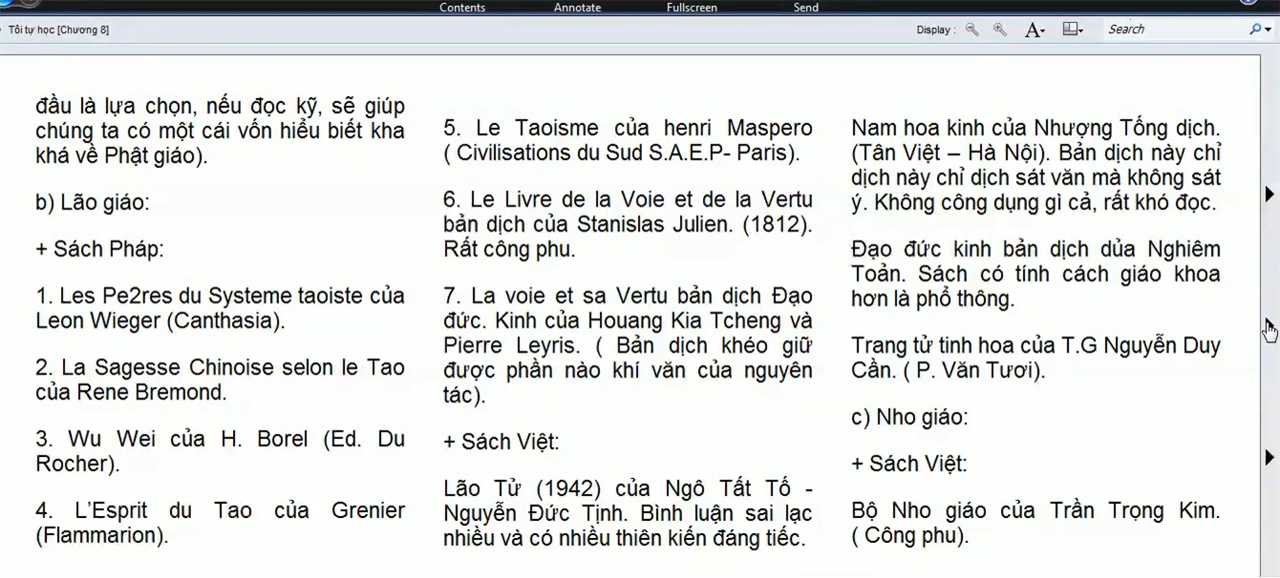 Contents Annotate Fullscreen Send
Tôi tự học [Chương 8] Display : A Search
đầu là lựa chọn, nếu đọc kỹ, sẽ giúp
chúng ta có một cái vốn hiểu biết kha
khá về Phật giáo).
b) Lão giáo:
+ Sách Pháp:
1. Les Pe2res du Systeme taoiste của
Leon Wieger (Canthasia).
2. La Sagesse Chinoise selon le Tao
của Rene Bremond.
3. Wu Wei của H. Borel (Ed. Du
Rocher).
4. L'Esprit du Tao của Grenier
(Flammarion).
5. Le Taoisme của henri Maspero
( Civilisations du Sud S.A.E.P- Paris).
6. Le Livre de la Voie et de la Vertu
bản dịch của Stanislas Julien. (1812).
Rất công phu.
7. La voie et sa Vertu bản dịch Đạo
đức. Kinh của Houang Kia Tcheng và
Pierre Leyris. ( Bản dịch khéo giữ
được phần nào khí văn của nguyên
tác).
+ Sách Việt:
Lão Tử (1942) của Ngô Tất Tố -
Nguyễn Đức Tịnh. Bình luận sai lạc
nhiều và có nhiều thiên kiến đáng tiếc.
Nam hoa kinh của Nhượng Tống dịch.
(Tân Việt – Hà Nội). Bản dịch này chỉ
dịch này chỉ dịch sát văn mà không sát
ý. Không công dụng gì cả, rất khó đọc.
Đạo đức kinh bản dịch dủa Nghiêm
Toản. Sách có tính cách giáo khoa
hơn là phổ thông.
Trang tử tinh hoa của T.G Nguyễn Duy
Cần. ( P. Văn Tươi).
c) Nho giáo:
+ Sách Việt:
Bộ Nho giáo của Trần Trọng Kim.
( Công phu).